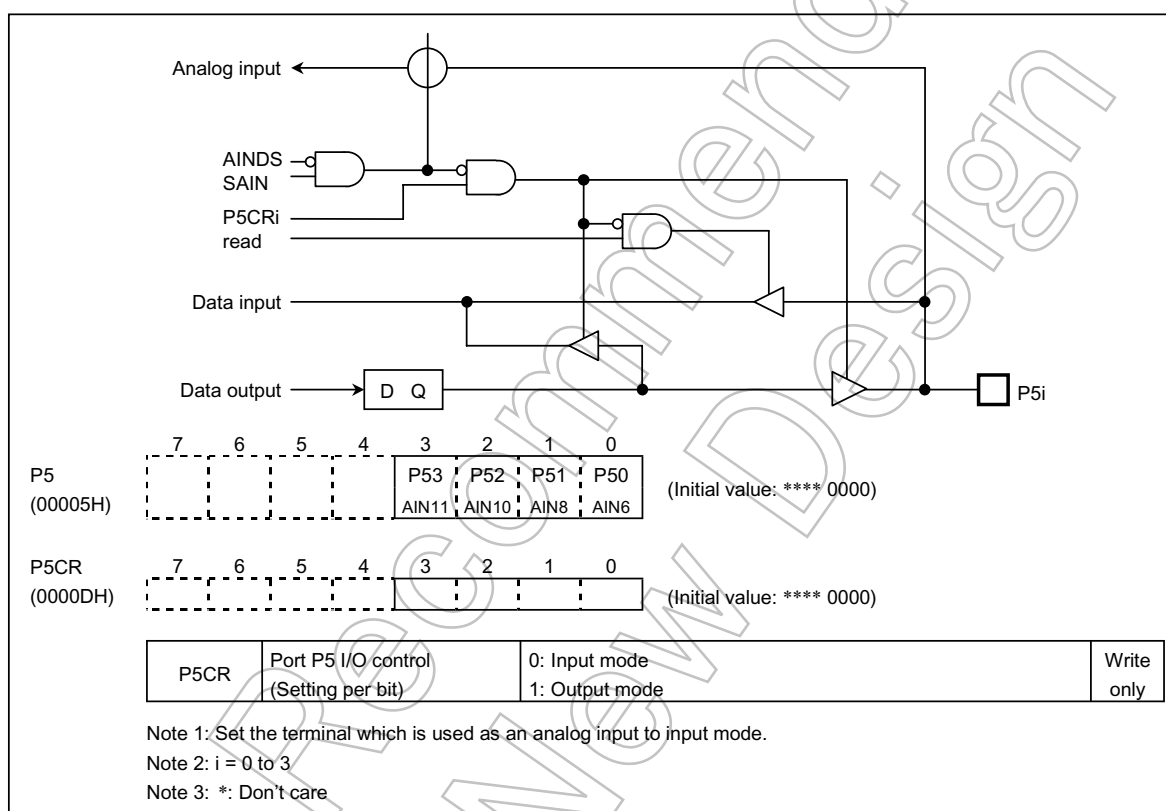 Analog input
AINDS
SAIN
P5CRi
read
Data input
Data output
D Q
P5i
7 6 5 4 3 2 1 0
P5
(00005H)
P53 P52 P51 P50
AIN11 AIN10 AIN8 AIN6
(Initial value: **** 0000)
P5CR
(0000DH)
7 6 5 4 3 2 1 0
(Initial value: **** 0000)
P5CR
Port P5 I/O control
(Setting per bit)
0: Input mode
1: Output mode
Write
only
Note 1: Set the terminal which is used as an analog input to input mode.
Note 2: i = 0 to 3
Note 3: *: Don't care
Recommend
New Design